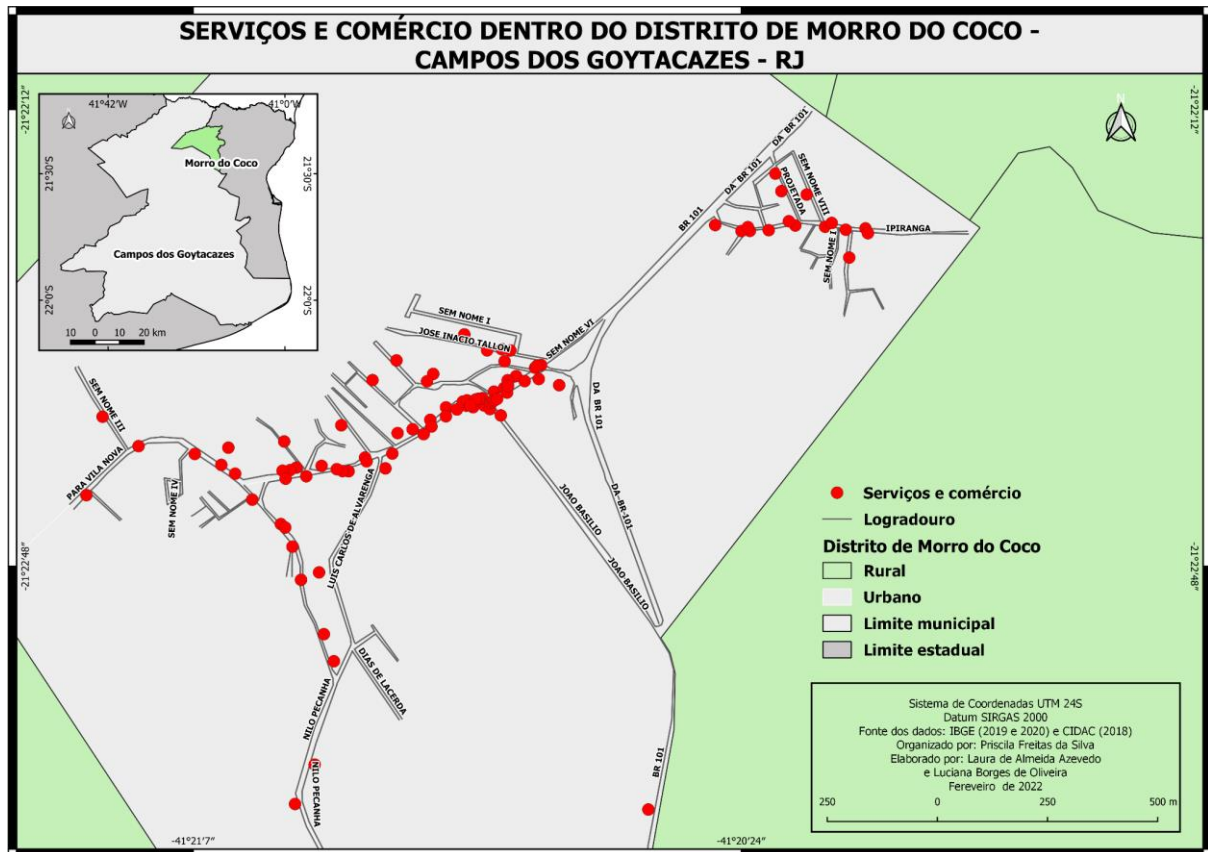 SERVIÇOS E COMÉRCIO DENTRO DO DISTRITO DE MORRO DO COCO -
CAMPOS DOS GOYTACAZES - RJ
-21°22'12"
-21°22'12"
41°42'W
41°0'W
N
Morro do Coco
21°30'S
21°30'S
Campos dos Goytacazes
22°0'S
22°0'S
10 0 10 20 km
DA BR 101
DA BR 101
BR 101
PROJETADA
SEM NOME VIII
IPIRANGA
SEM NOME I
SEM NOME I
JOSE INACIO TALLON
SEM NOME VI
SEM NOME III
PARA VILA NOVA
SEM NOME IV
LUIS CARLOS DE ALVARENGA
DA BR 101
DA-BR-101
JOAO BASILIO
JOAO BASILIO
DIAS DE LACERDA
NILO PECANHA
NILO PECANHA
BR 101
Serviços e comércio
Logradouro
Distrito de Morro do Coco
Rural
Urbano
Limite municipal
Limite estadual
-21°22'48"
-21°22'48"
Sistema de Coordenadas UTM 24S
Datum SIRGAS 2000
Fonte dos dados: IBGE (2019 e 2020) e CIDAC (2018)
Organizado por: Priscila Freitas da Silva
Elaborado por: Laura de Almeida Azevedo
e Luciana Borges de Oliveira
Fereveiro de 2022
250 0 250 500 m
-41°21'7"
-41°20'24"